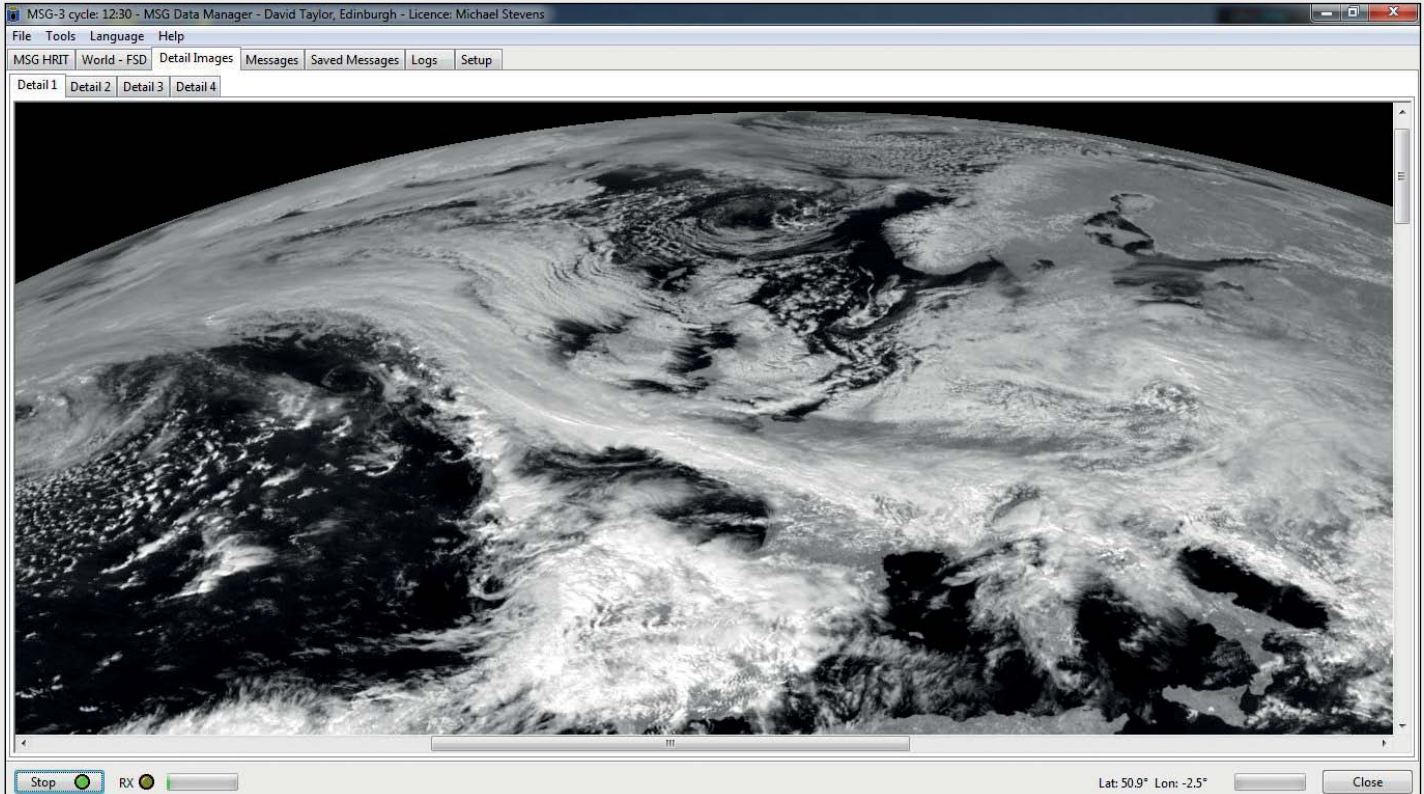 MSG-3 cycle: 12:30 - MSG Data Manager - David Taylor, Edinburgh - Licence: Michael Stevens
File Tools Language Help
MSG HRIT World - FSD Detail Images Messages Saved Messages Logs Setup
Detail 1 Detail 2 Detail 3 Detail 4
Stop RX Lat: 50.9° Lon: -2.5° Close